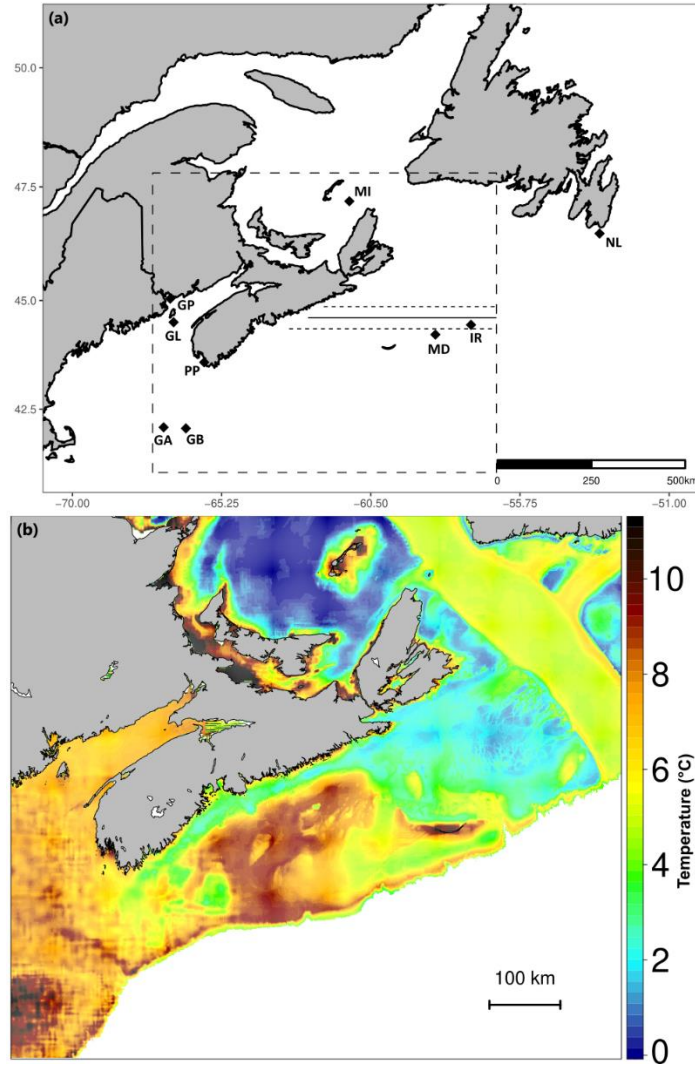 (a)
50.0
47.5
MI
NL
45.0
GP
GL
IR
MD
PP
42.5
GA
GB
0 250 500km
−70.00 −65.25 −60.50 −55.75 −51.00
(b)
10
8
6
4
2
0
Temperature (°C)
100 km